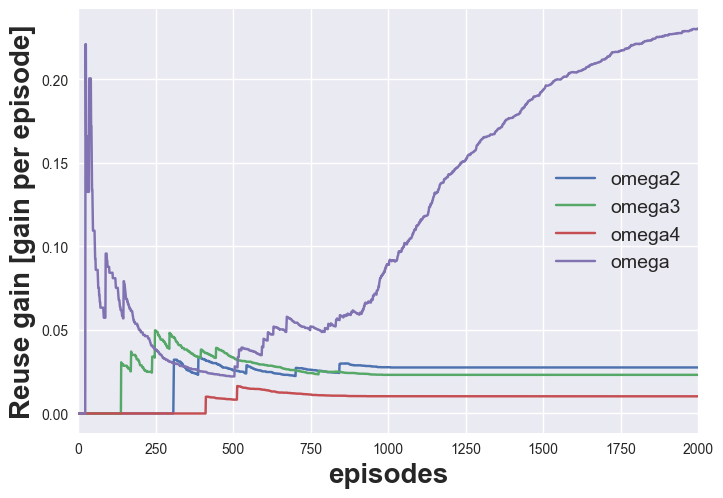 Reuse gain [gain per episode]
0.20
0.15
0.10
0.05
0.00
omega2
omega3
omega4
omega
0 250 500 750 1000 1250 1500 1750 2000
episodes